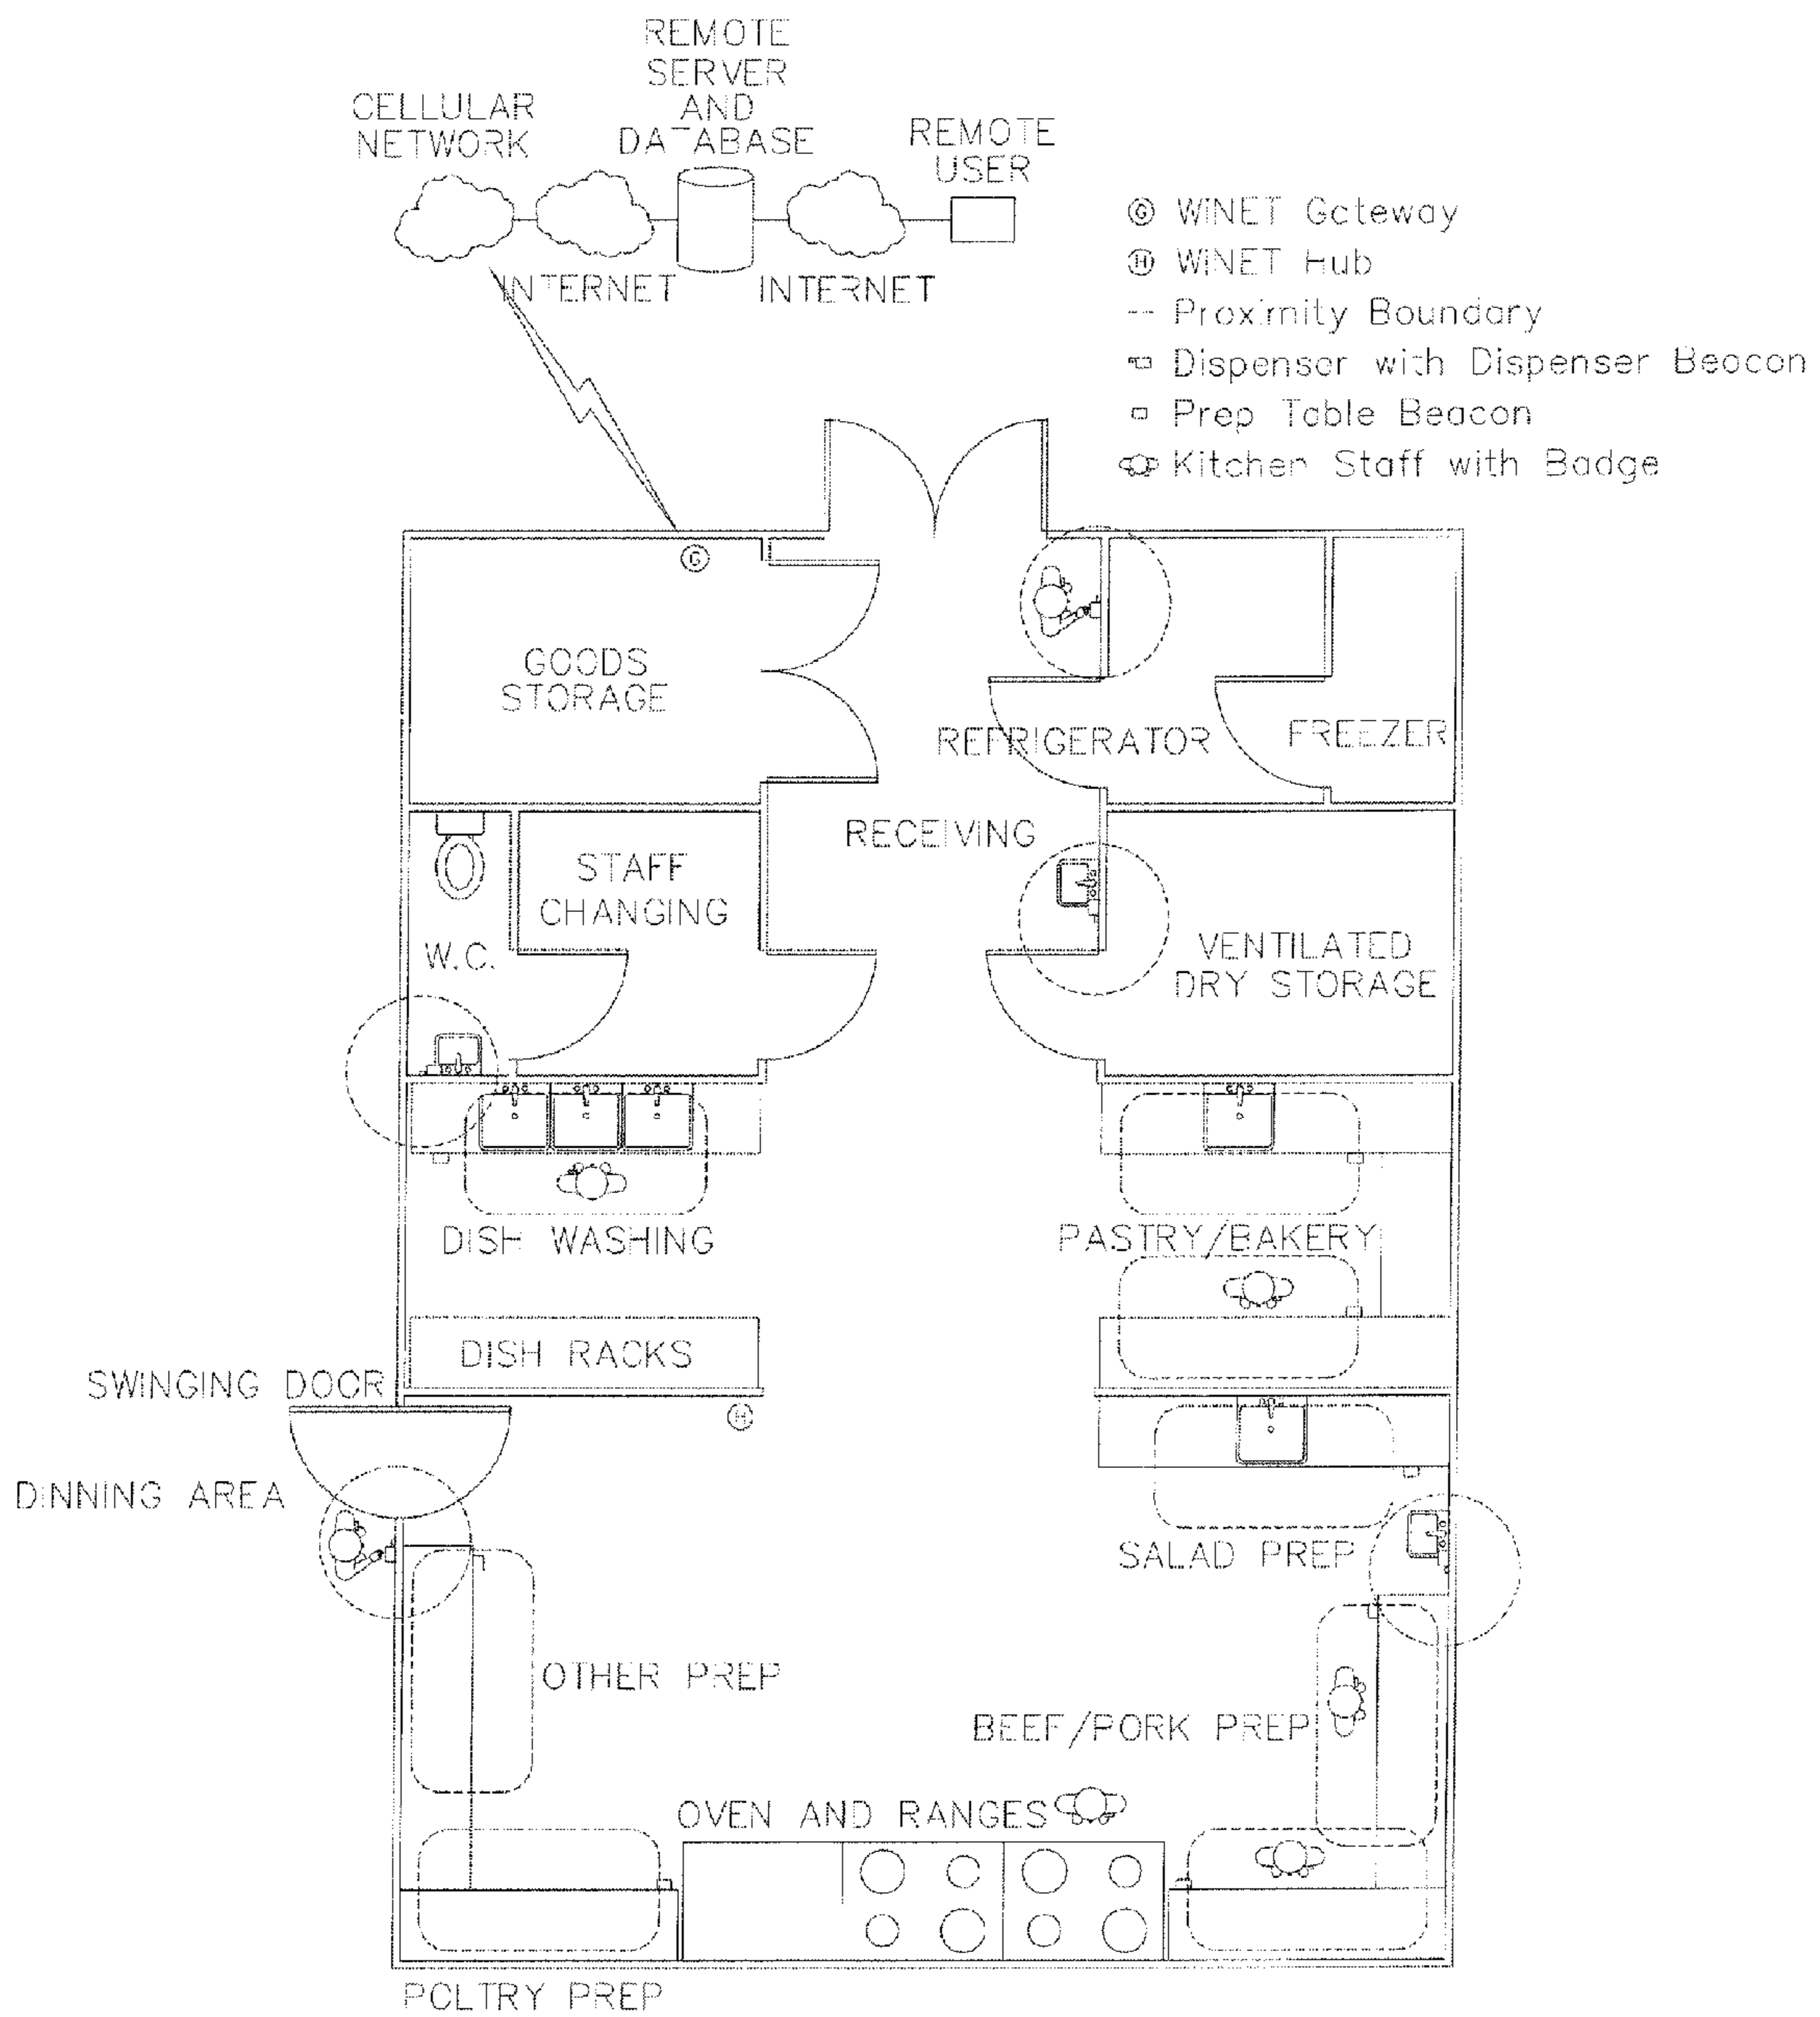 REMOTE
SERVER
AND
DATABASE
CELLULAR
NETWORK
REMOTE
USER
INTERNET
INTERNET
G WiNET Gateway
H WiNET Hub
Proximity Boundary
Dispenser with Dispenser Beacon
Prep Table Beacon
Kitchen Staff with Badge
G
GOODS
STORAGE
REFRIGERATOR
FREEZER
RECEIVING
STAFF
CHANGING
W.C.
VENTILATED
DRY STORAGE
DISH WASHING
PASTRY/BAKERY
DISH RACKS
SWINGING DOOR
H
DINNING AREA
SALAD PREP
OTHER PREP
BEEF/PORK PREP
OVEN AND RANGES
POLTRY PREP